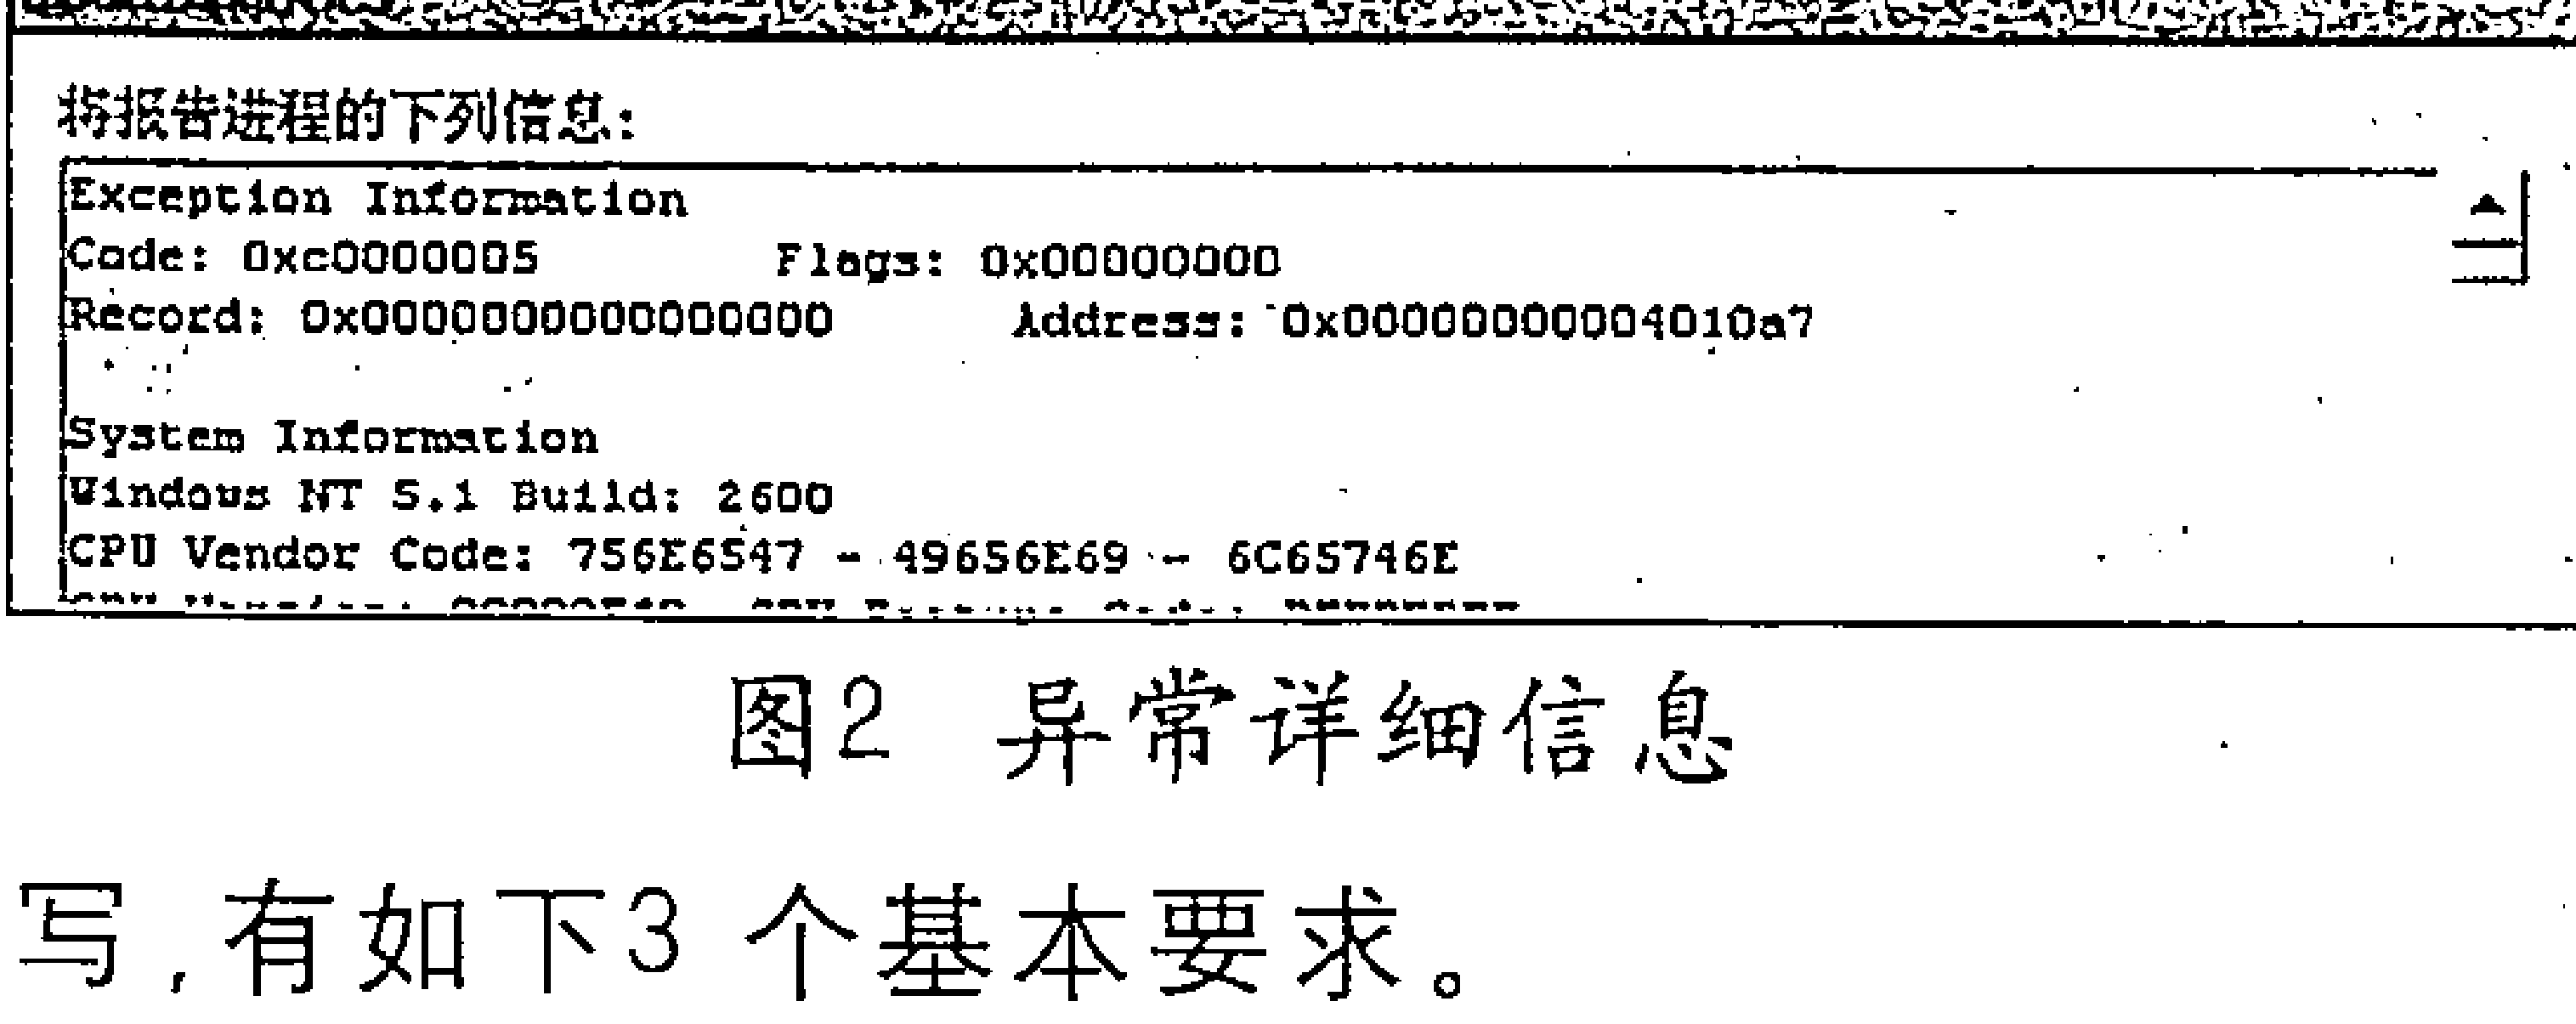 将报告进程的下列信息:
Exception Information
Code: 0xc0000005 Flags: 0x00000000
Record: 0x0000000000000000 Address: 0x00000000004010a7
System Information
Windows NT 5.1 Build: 2600
CPU Vendor Code: 756E6547 - 49656E69 - 6C65746E
图2 异常详细信息
写,有如下3个基本要求。